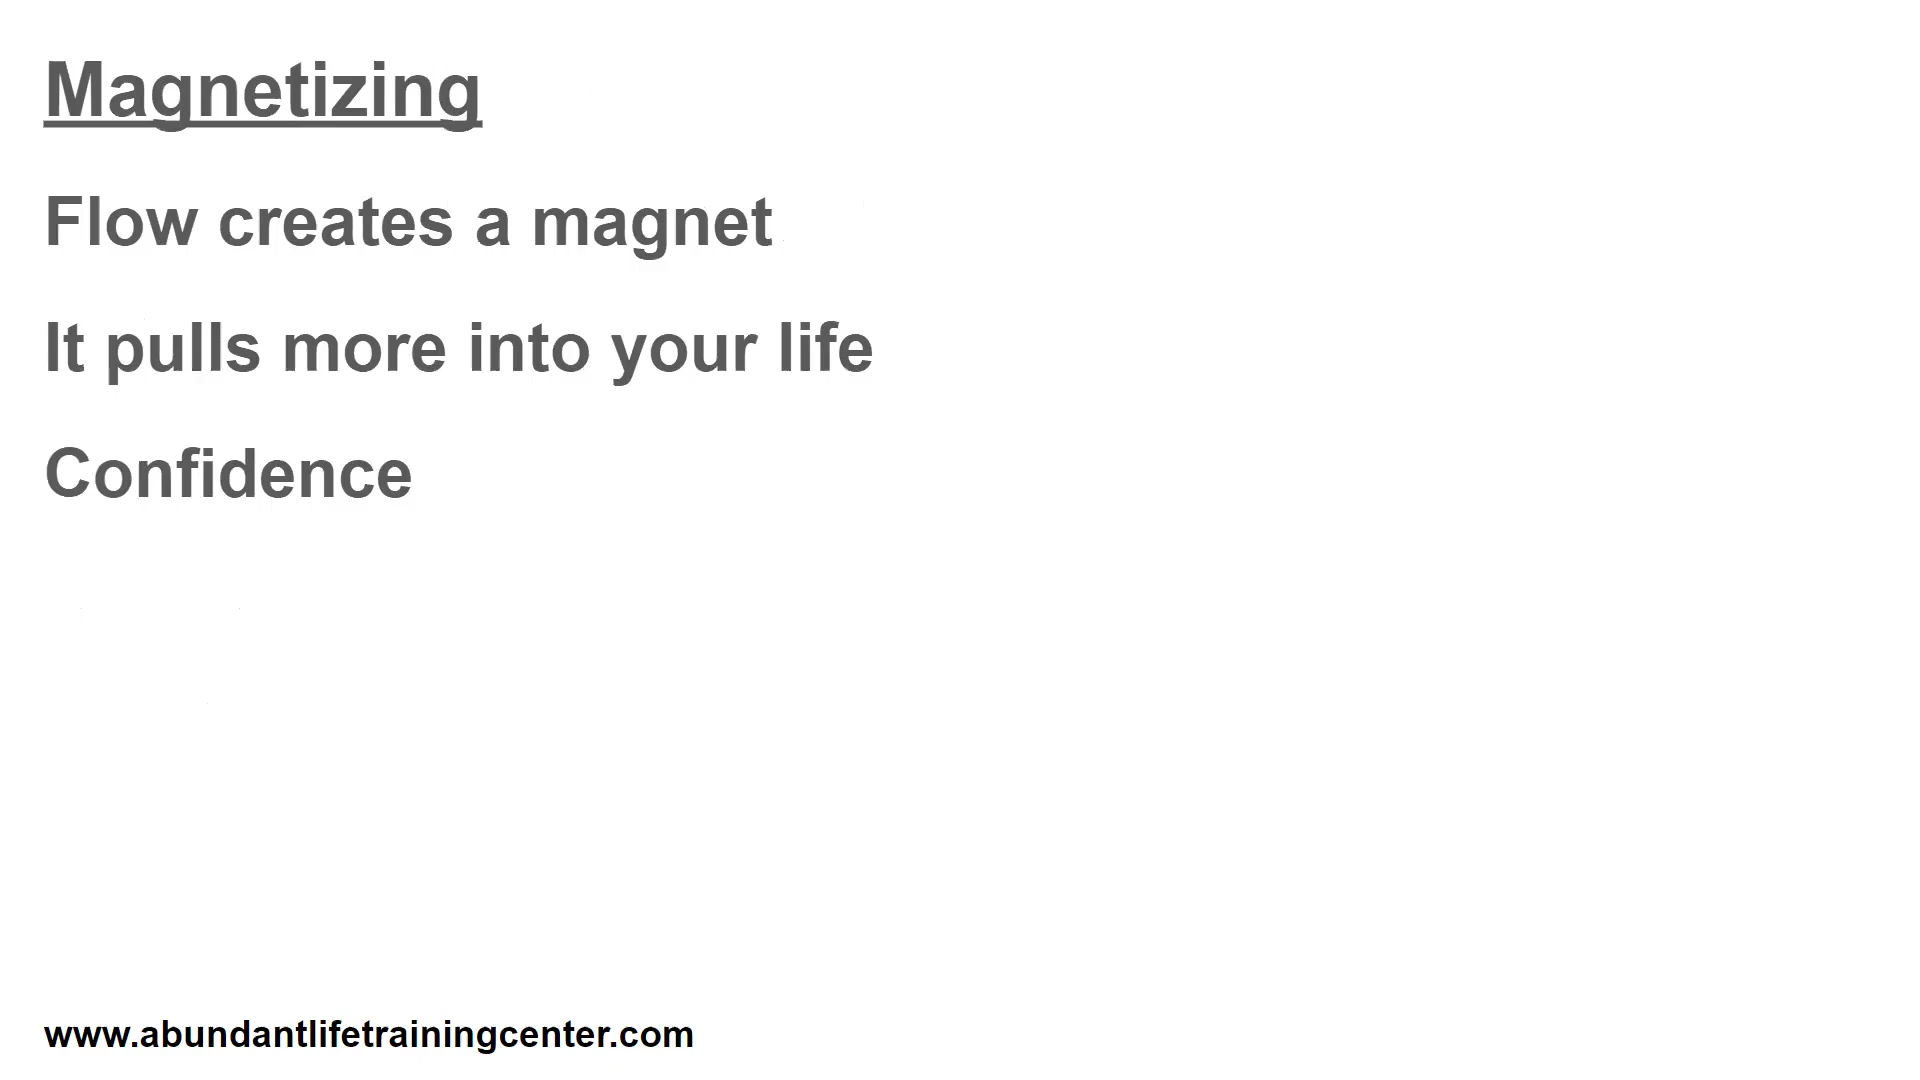 Magnetizing
Flow creates a magnet
It pulls more into your life
Confidence
www.abundantlifetrainingcenter.com